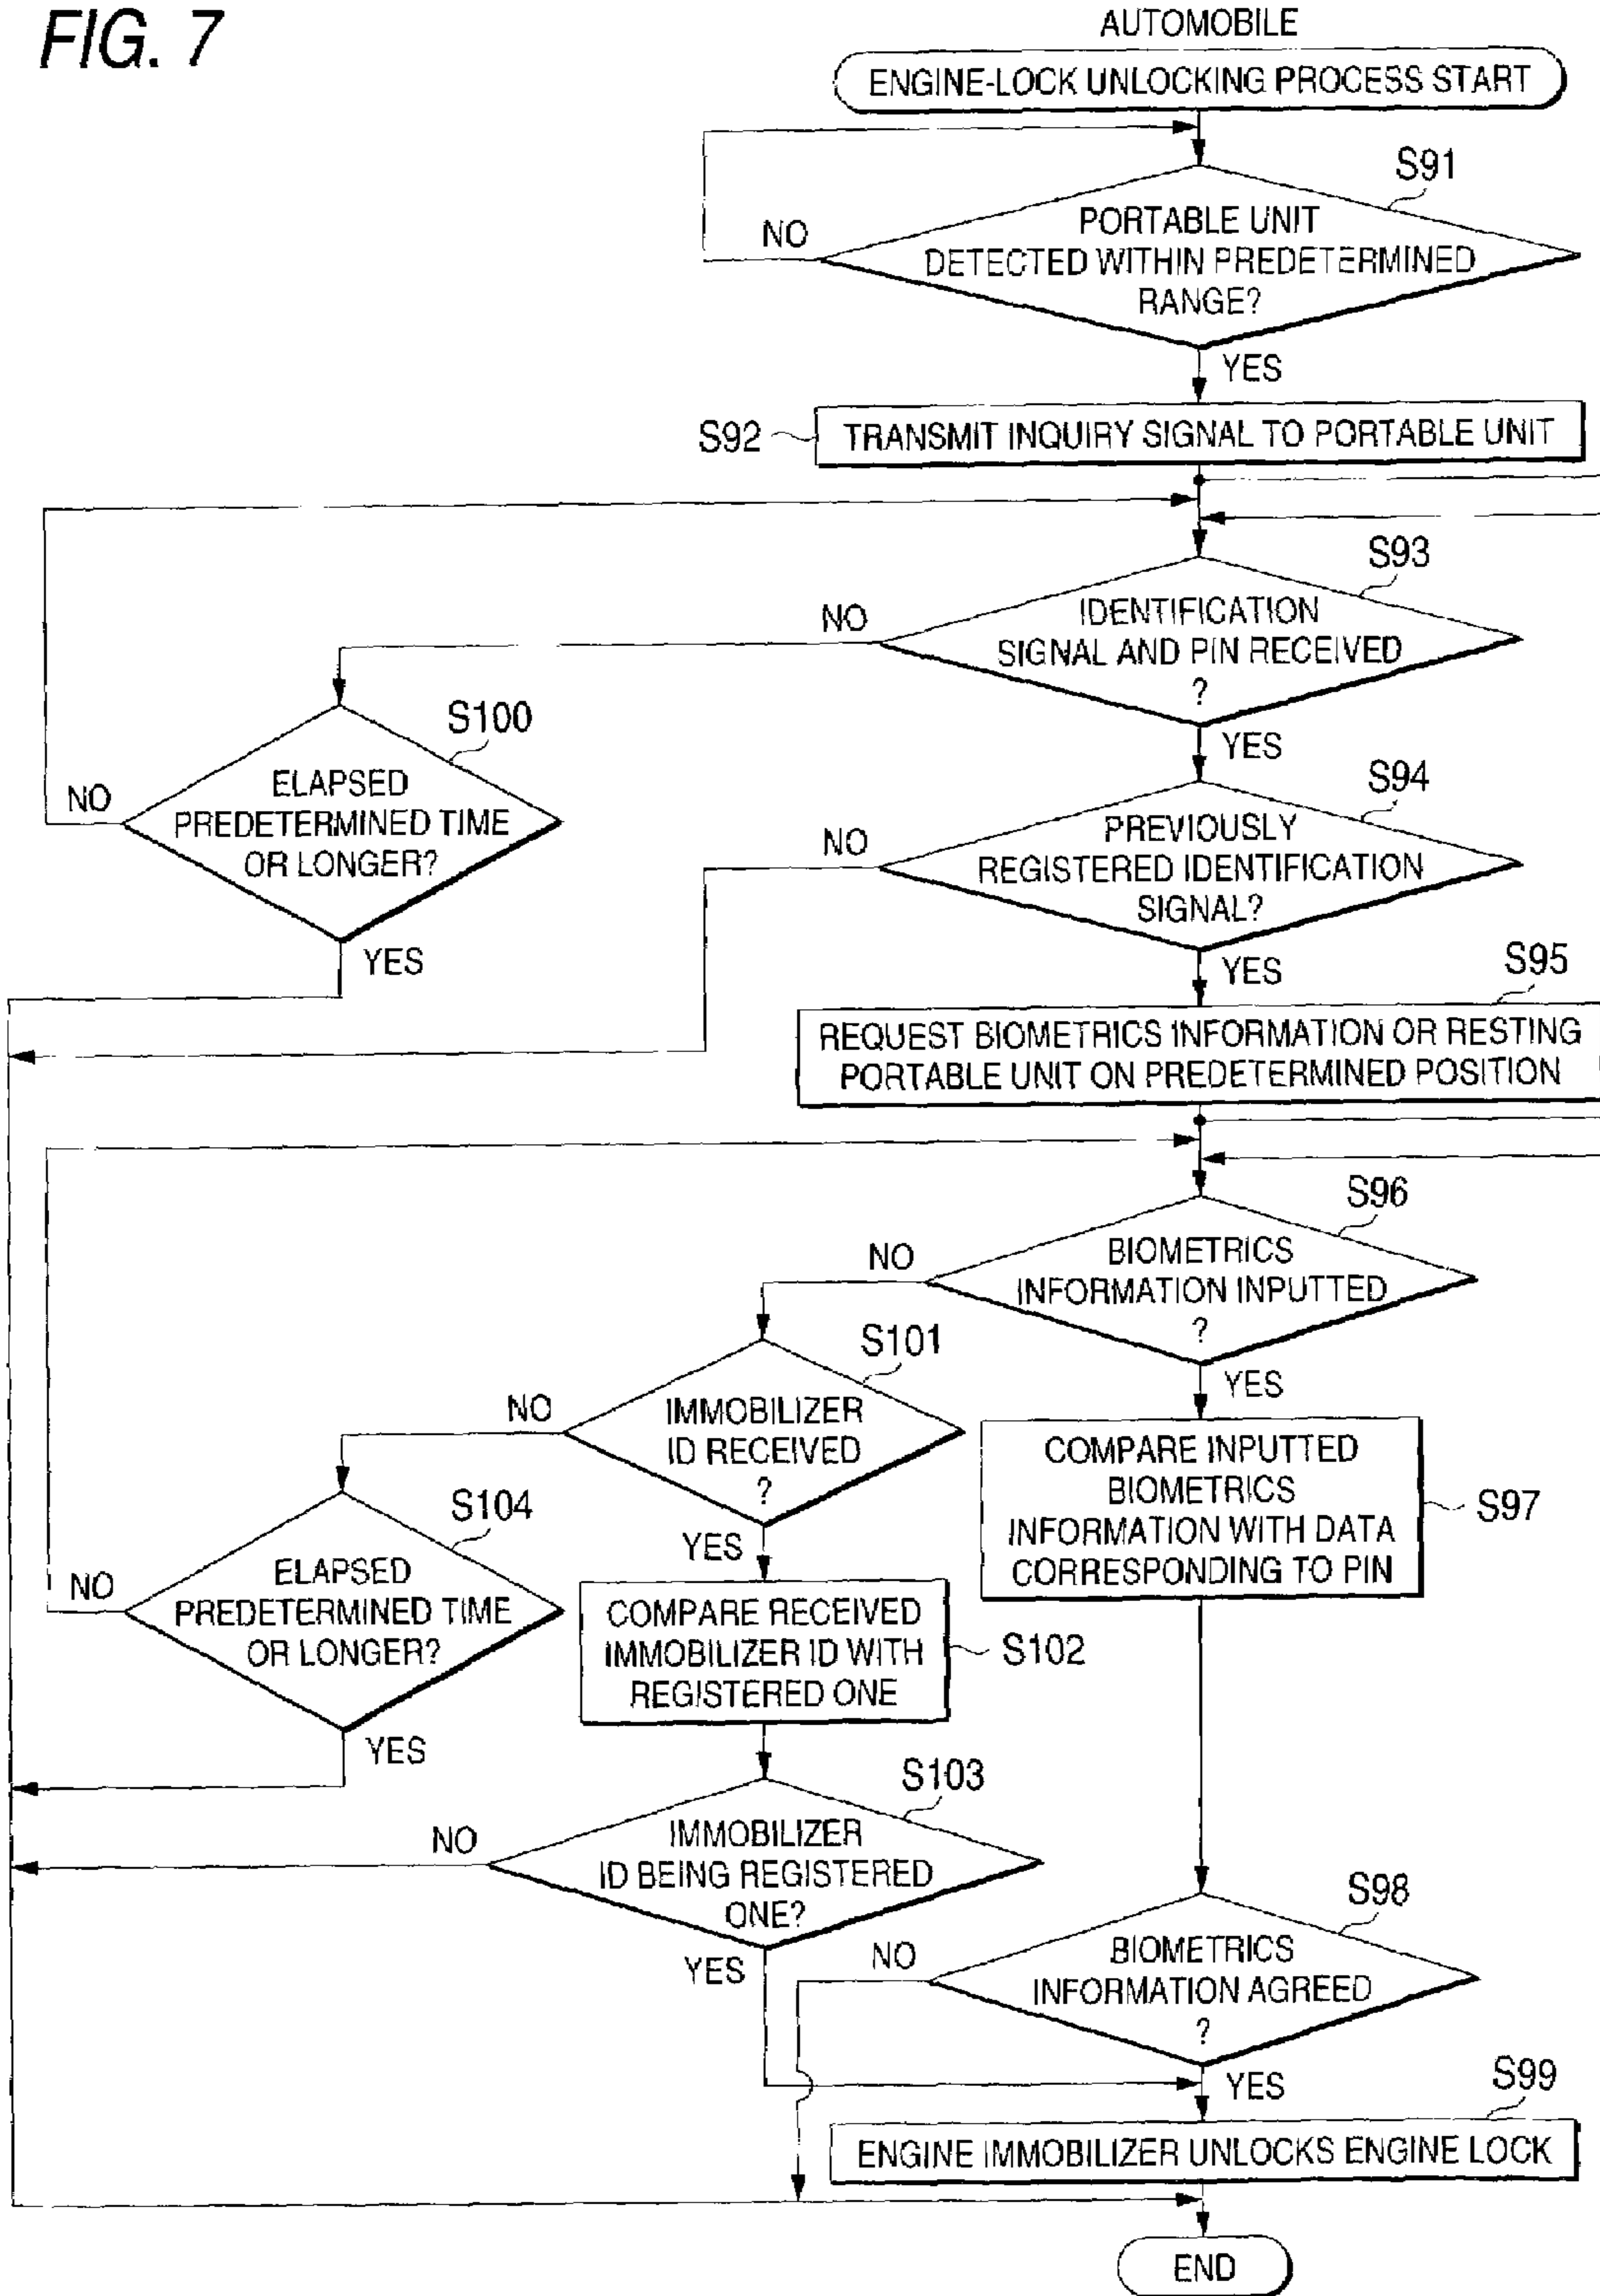 FIG. 7
AUTOMOBILE
ENGINE-LOCK UNLOCKING PROCESS START
S91
PORTABLE UNIT
DETECTED WITHIN PREDETERMINED
RANGE?
NO
YES
S92
TRANSMIT INQUIRY SIGNAL TO PORTABLE UNIT
S93
IDENTIFICATION
SIGNAL AND PIN RECEIVED
?
NO
YES
S100
ELAPSED
PREDETERMINED TIME
OR LONGER?
NO
YES
S94
PREVIOUSLY
REGISTERED IDENTIFICATION
SIGNAL?
NO
YES
S95
REQUEST BIOMETRICS INFORMATION OR RESTING
PORTABLE UNIT ON PREDETERMINED POSITION
S96
BIOMETRICS
INFORMATION INPUTTED
?
NO
YES
S101
IMMOBILIZER
ID RECEIVED
?
NO
YES
COMPARE INPUTTED
BIOMETRICS
INFORMATION WITH DATA
CORRESPONDING TO PIN
S97
S104
ELAPSED
PREDETERMINED TIME
OR LONGER?
NO
YES
COMPARE RECEIVED
IMMOBILIZER ID WITH
REGISTERED ONE
S102
S103
IMMOBILIZER
ID BEING REGISTERED
ONE?
NO
YES
S98
BIOMETRICS
INFORMATION AGREED
?
NO
YES
S99
ENGINE IMMOBILIZER UNLOCKS ENGINE LOCK
END